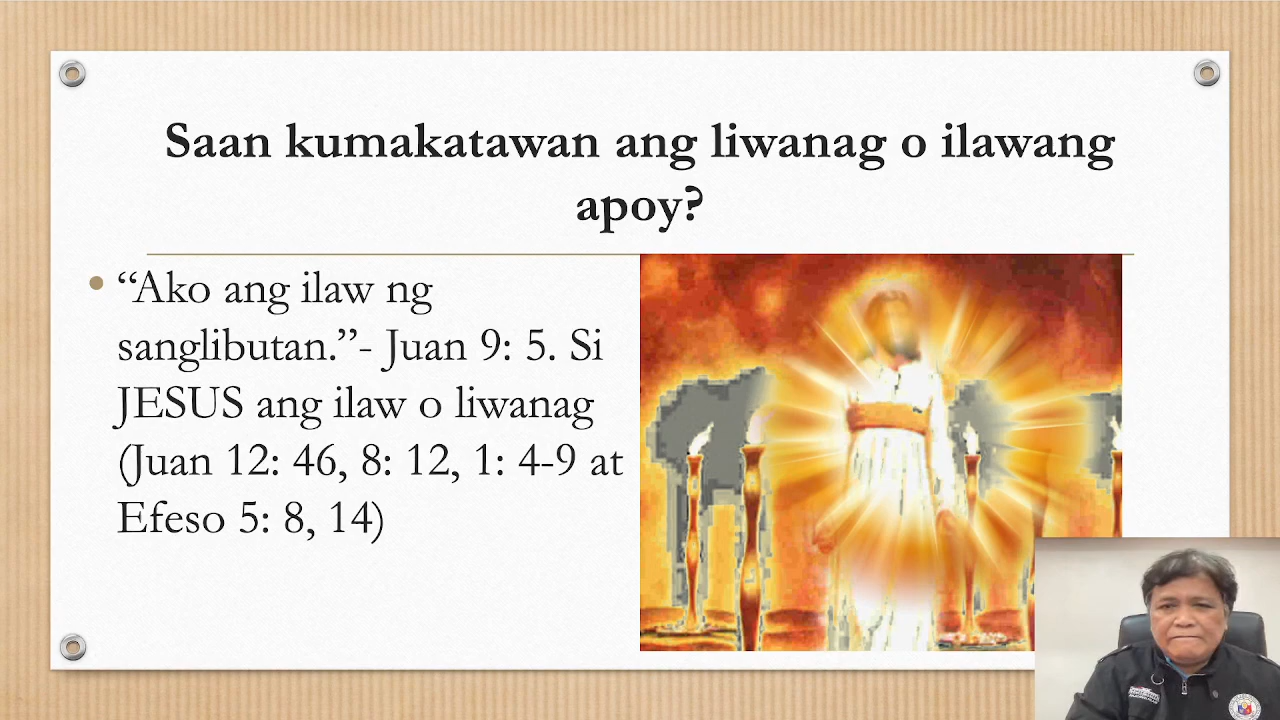 Saan kumakatawan ang liwanag o ilawang
apoy?
“Ako ang ilaw ng
sanglibutan.”- Juan 9: 5. Si
JESUS ang ilaw o liwanag
(Juan 12: 46, 8: 12, 1: 4-9 at
Efeso 5: 8, 14)